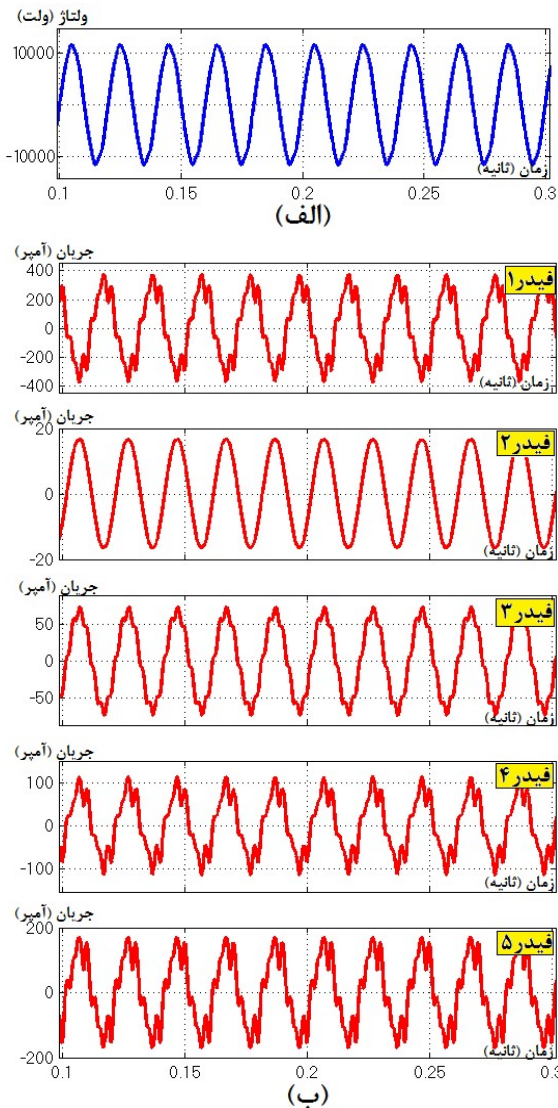 ولتاژ (ولت)
10000
-10000
زمان (ثانیه)
0.1 0.15 0.2 0.25 0.3
(الف)
جریان (آمپر)
فیدر۱
400
200
0
-200
-400
زمان (ثانیه)
جریان (آمپر)
20
فیدر۲
0
-20
زمان (ثانیه)
جریان (آمپر)
فیدر۳
50
0
-50
زمان (ثانیه)
جریان (آمپر)
فیدر۴
100
0
-100
زمان (ثانیه)
جریان (آمپر)
200
فیدر۵
0
-200
زمان (ثانیه)
0.1 0.15 0.2 0.25
(ب)